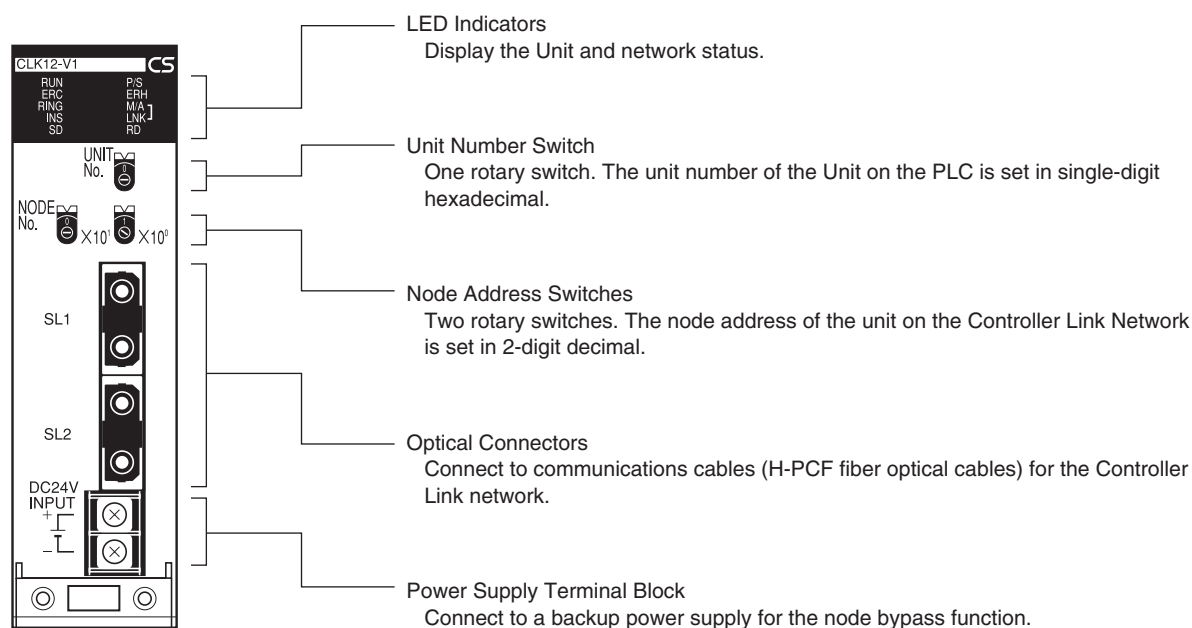 LED Indicators
Display the Unit and network status.
CLK12-V1 CS
RUN P/S
ERC ERH
RING M/A
INS LNK
SD RD
UNIT
No.
0
Unit Number Switch
One rotary switch. The unit number of the Unit on the PLC is set in single-digit
hexadecimal.
NODE
No.
0 X10¹ 1 X10⁰
Node Address Switches
Two rotary switches. The node address of the unit on the Controller Link Network
is set in 2-digit decimal.
SL1
SL2
Optical Connectors
Connect to communications cables (H-PCF fiber optical cables) for the Controller
Link network.
DC24V
INPUT
+
–
Power Supply Terminal Block
Connect to a backup power supply for the node bypass function.